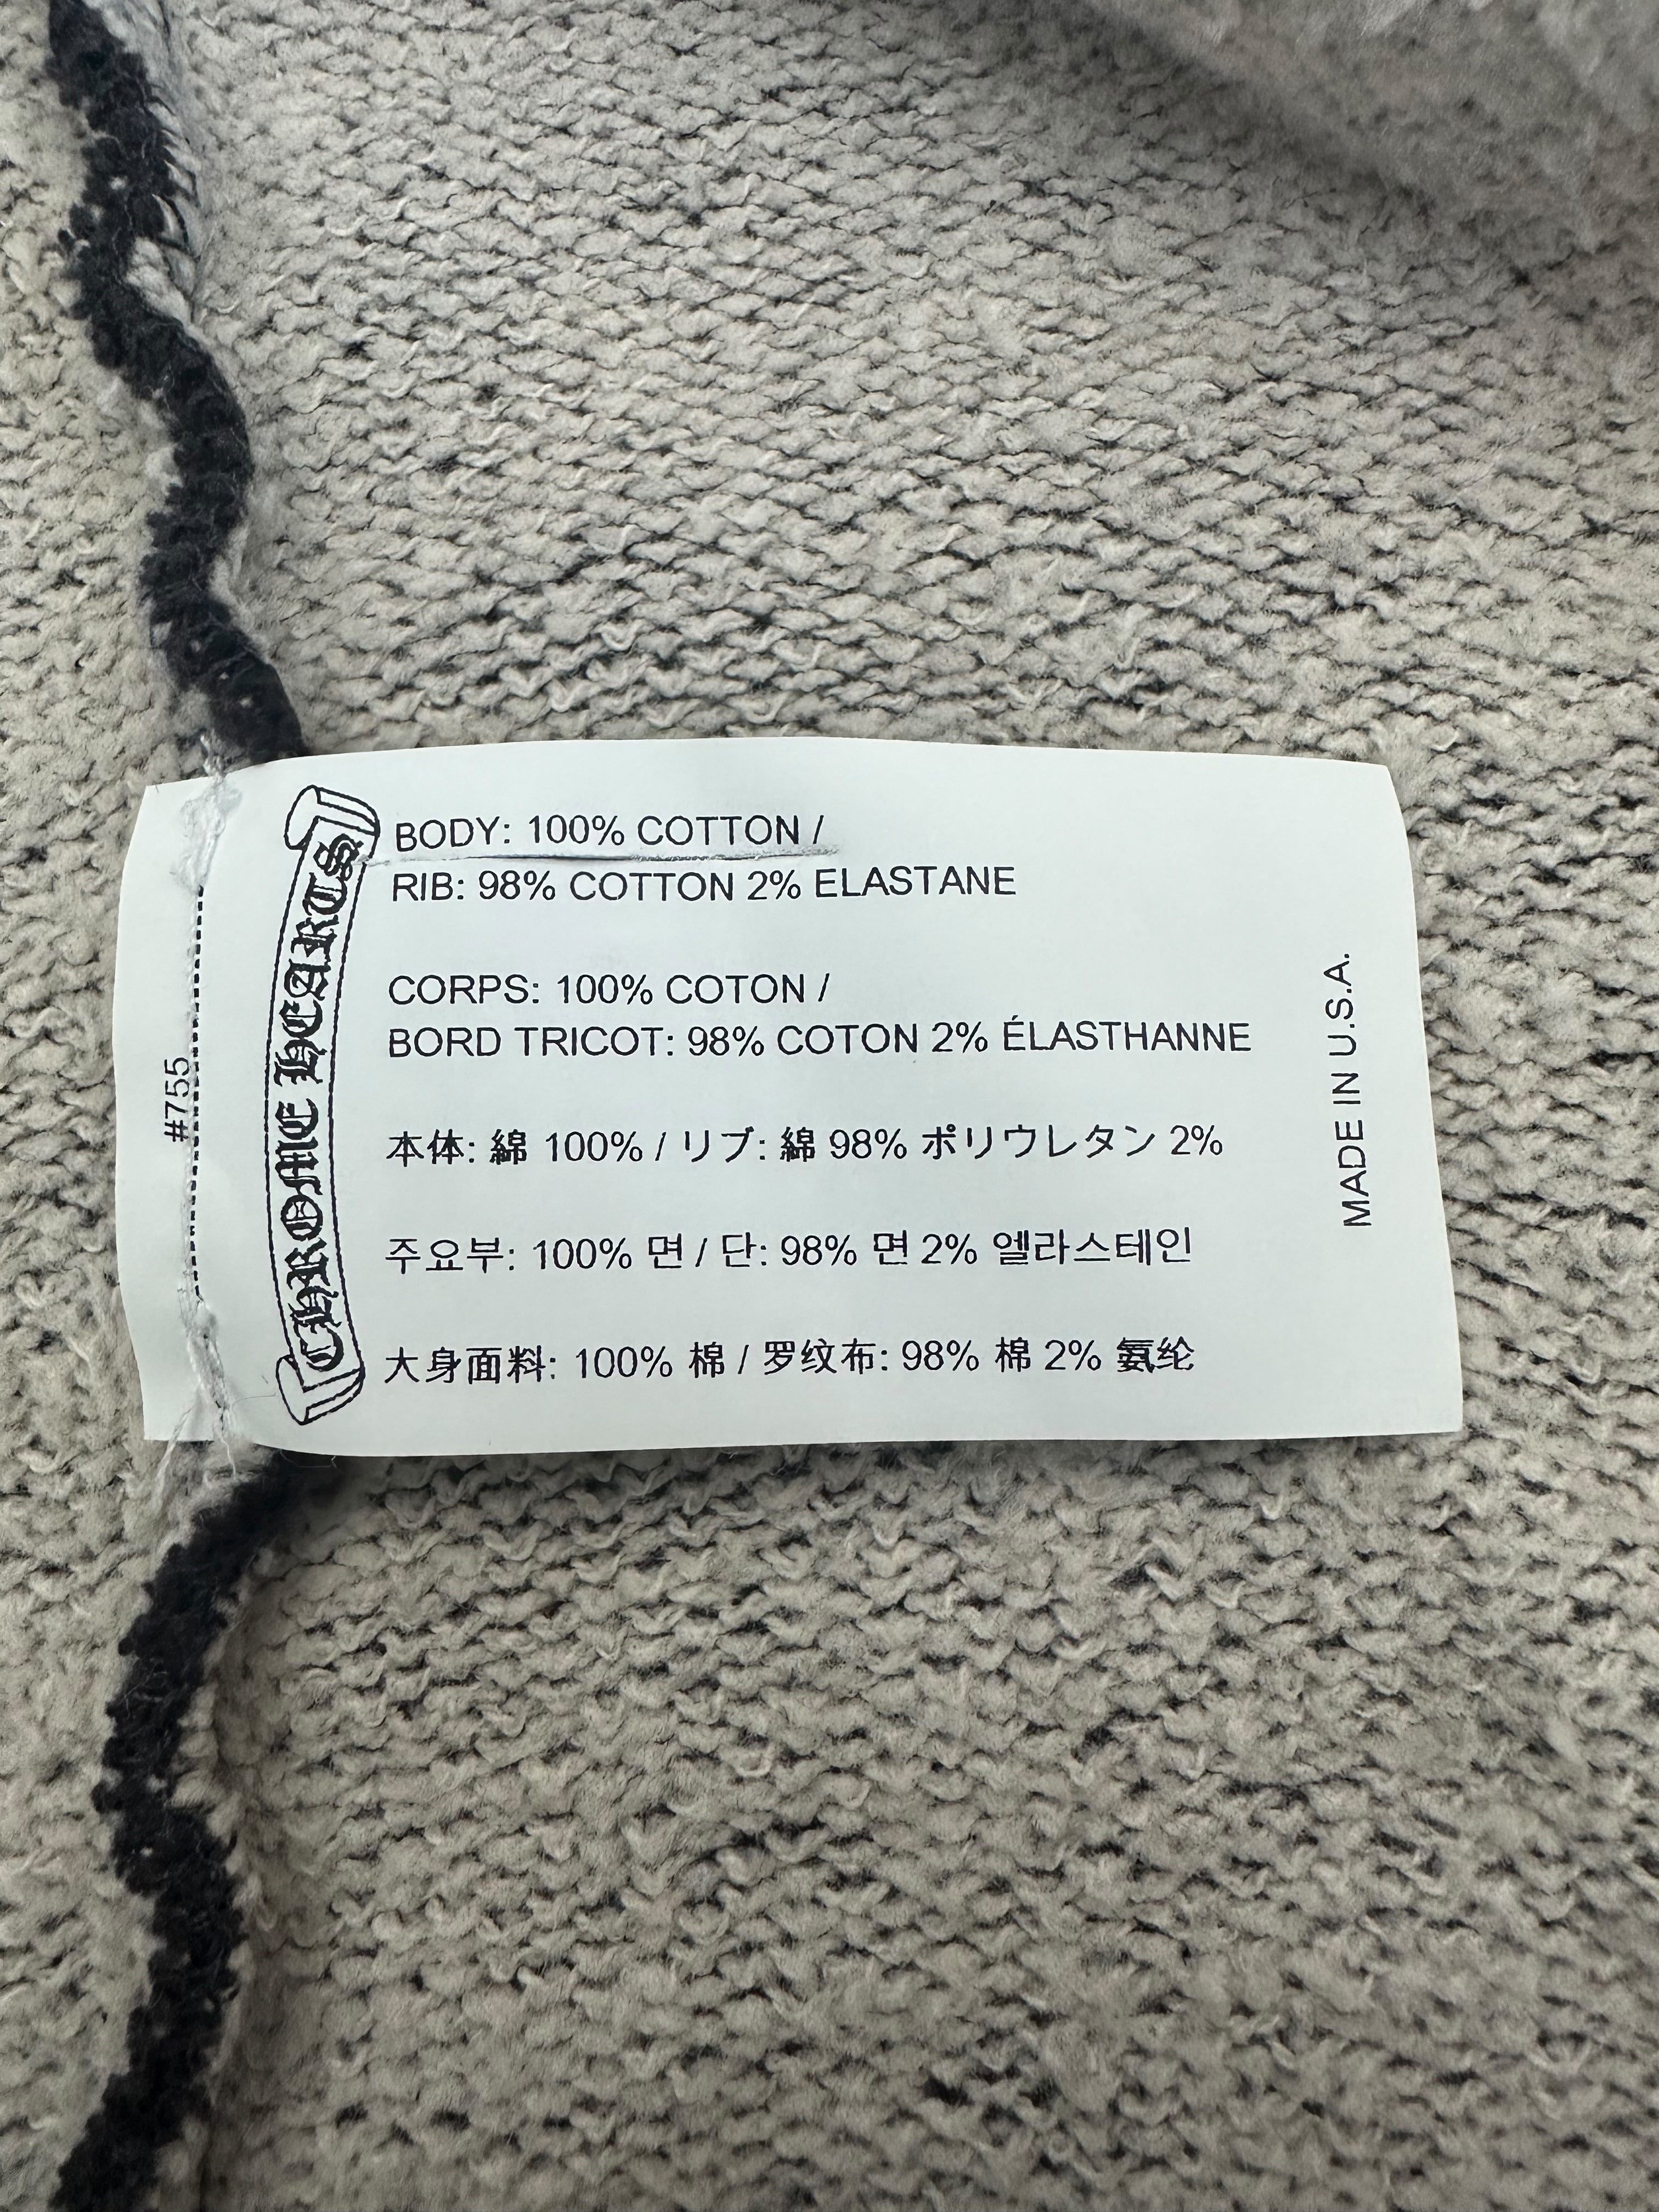 #755
CHROME HEARTS
BODY: 100% COTTON /
RIB: 98% COTTON 2% ELASTANE
CORPS: 100% COTON /
BORD TRICOT: 98% COTON 2% ÉLASTHANNE
本体: 綿 100% / リブ: 綿 98% ポリウレタン 2%
주요부: 100% 면 / 단: 98% 면 2% 엘라스테인
大身面料: 100% 棉 / 罗纹布: 98% 棉 2% 氨纶
MADE IN U.S.A.